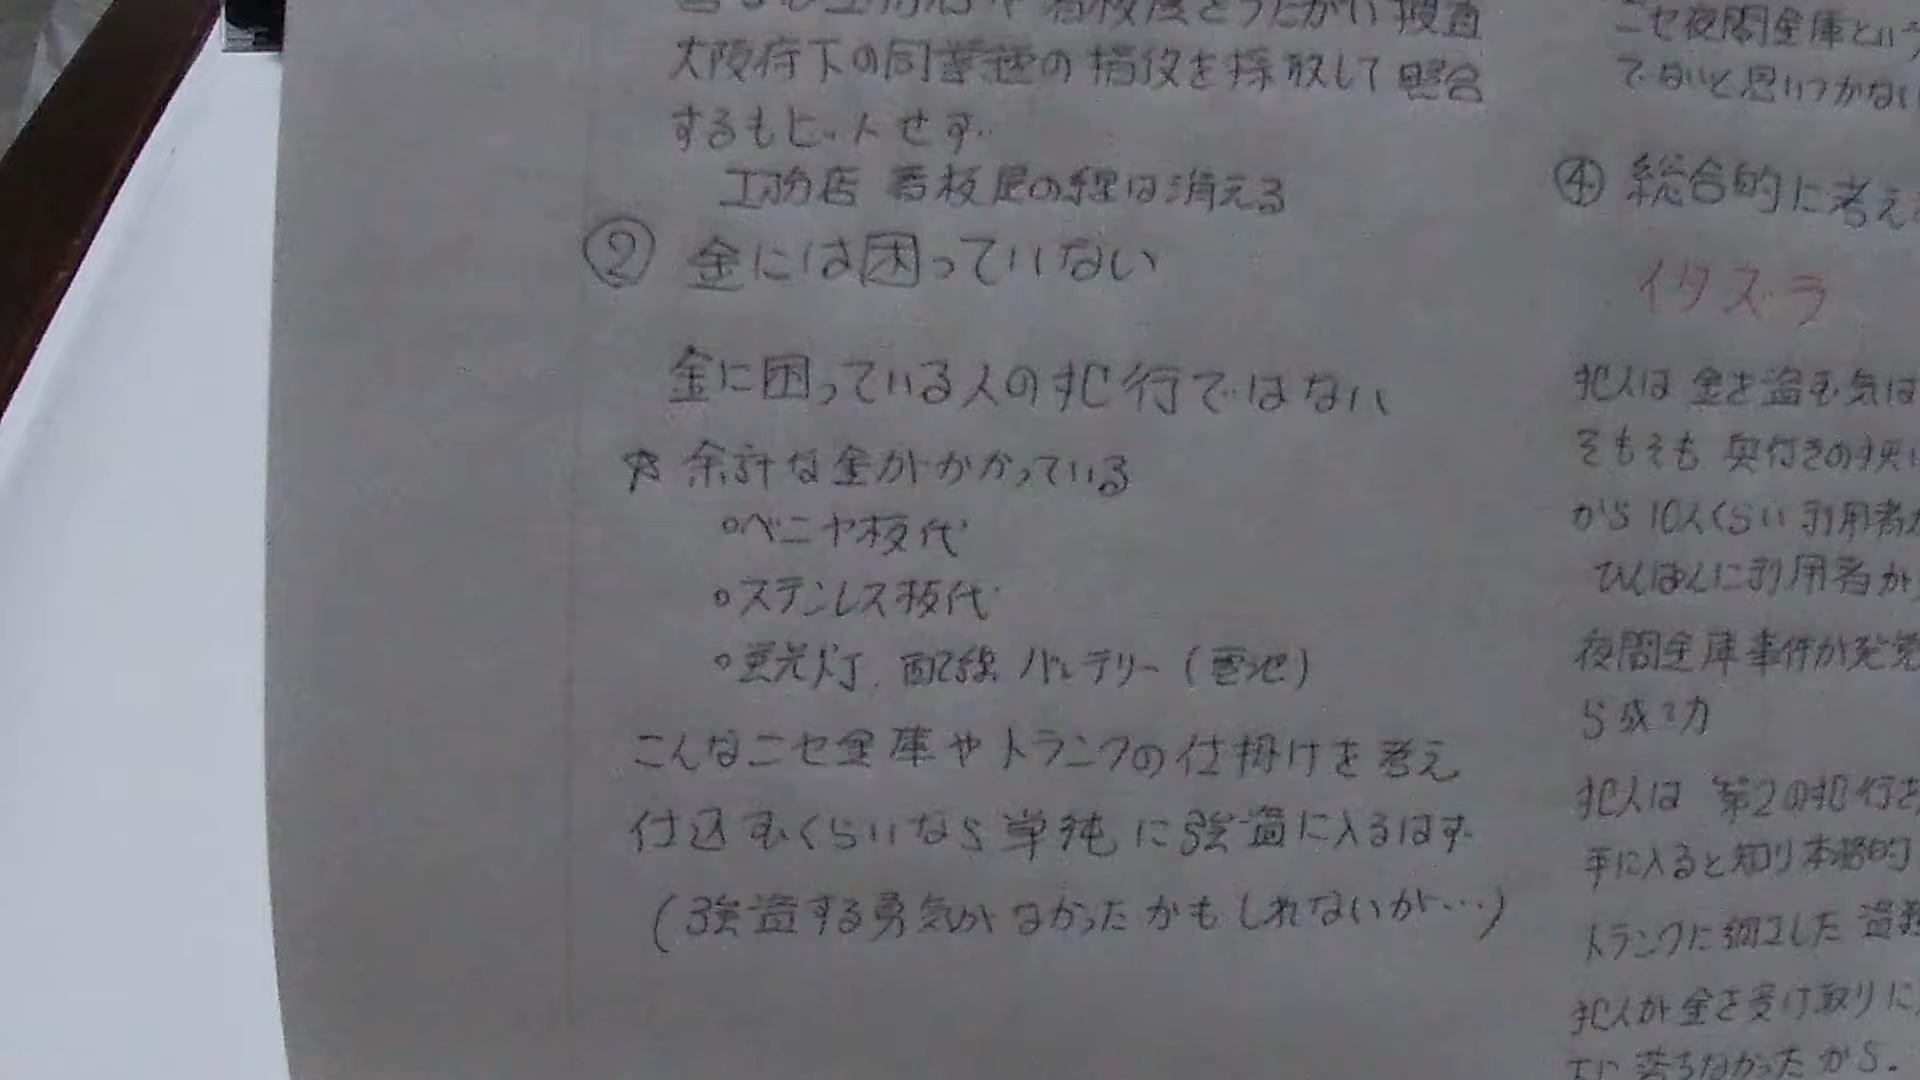 大阪府下の同業種の指紋を採取して照合
するもヒットせず
工務店 看板屋の線は消える
② 金には困っていない
金に困っている人の犯行ではない
☆ 余計な金がかかっている
○ベニヤ板代
○ステンレス板代
○蛍光灯、配線 バッテリー(電池)
こんなニセ金庫やトランクの仕掛けを考え
仕込むくらいなら単純に強盗に入るはず
(強盗する勇気がなかったかもしれないが…)
ニセ夜間金庫という
でないと思いつかない
④ 総合的に考え
イタズラ
犯人は 金を盗む気は
そもそも 奥行きの狭い
から10人くらい利用者が
ひんぱんに利用者が
夜間金庫事件が発覚
ら成功
犯人は 第2の犯行を
手に入ると知り本格的
トランクに細工した
犯人が金を受け取りに
に落ちなかったから.